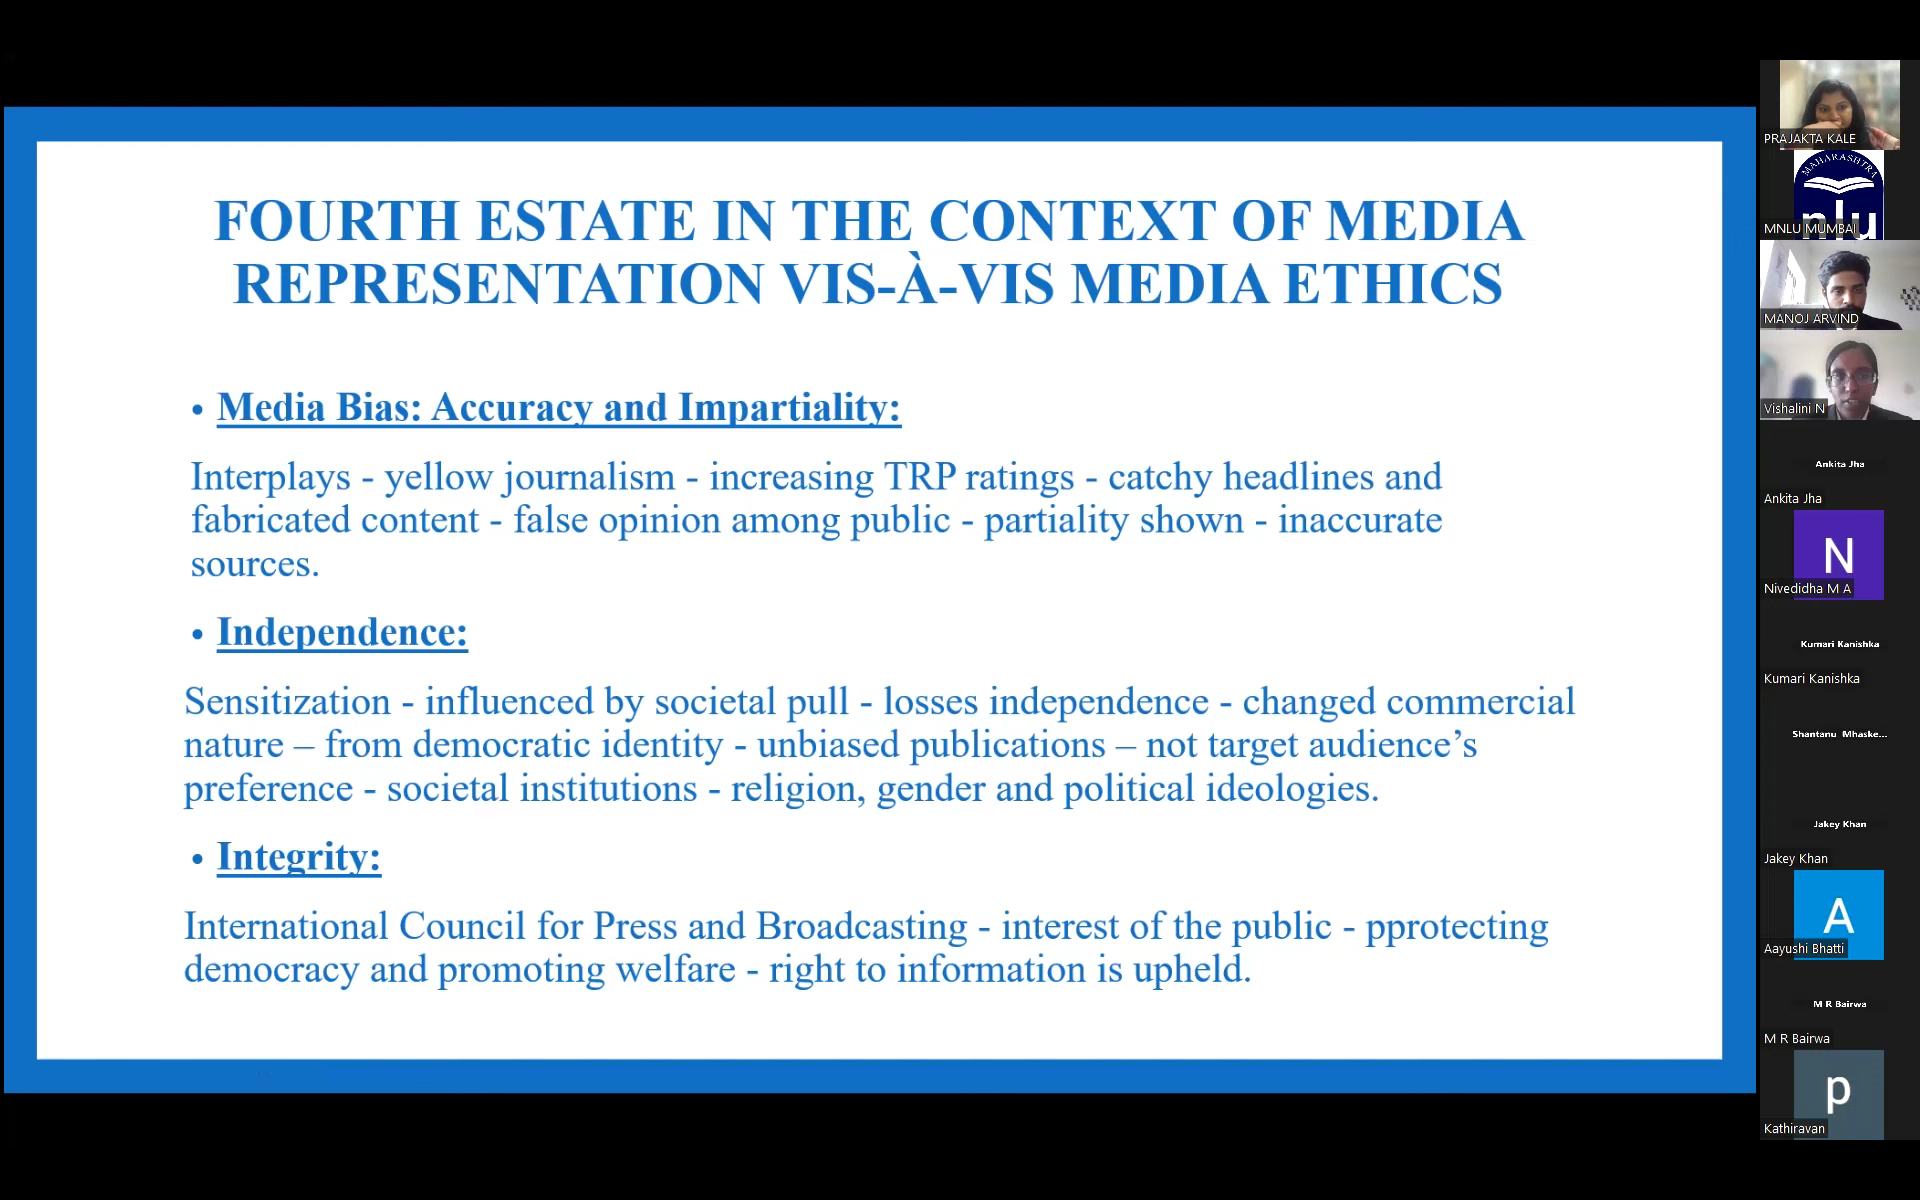 FOURTH ESTATE IN THE CONTEXT OF MEDIA
REPRESENTATION VIS-À-VIS MEDIA ETHICS
• Media Bias: Accuracy and Impartiality:
Interplays - yellow journalism - increasing TRP ratings - catchy headlines and
fabricated content - false opinion among public - partiality shown - inaccurate
sources.
• Independence:
Sensitization - influenced by societal pull - losses independence - changed commercial
nature – from democratic identity - unbiased publications – not target audience’s
preference - societal institutions - religion, gender and political ideologies.
• Integrity:
International Council for Press and Broadcasting - interest of the public - pprotecting
democracy and promoting welfare - right to information is upheld.
PRAJAKTA KALE
MAHARASHTRA
nlu
MNLU MUMBAI
MANOJ ARVIND
Vishalini N
Ankita Jha
Ankita Jha
N
Nivedidha M A
Kumari Kanishka
Kumari Kanishka
Shantanu Mhaske...
Jakey Khan
Jakey Khan
A
Aayushi Bhatti
M R Bairwa
M R Bairwa
p
Kathiravan